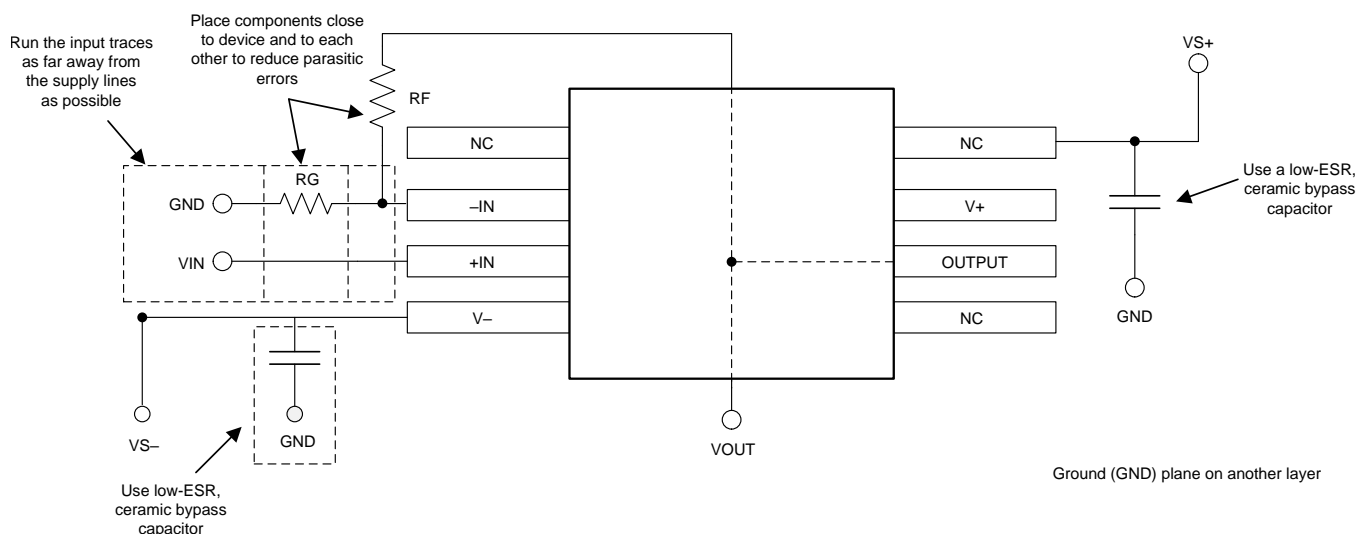 Place components close
to device and to each
other to reduce parasitic
errors
Run the input traces
as far away from
the supply lines
as possible
VS+
RF
NC
NC
Use a low-ESR,
ceramic bypass
capacitor
RG
GND
–IN
V+
VIN
+IN
OUTPUT
V–
NC
GND
VS–
GND
VOUT
Ground (GND) plane on another layer
Use low-ESR,
ceramic bypass
capacitor